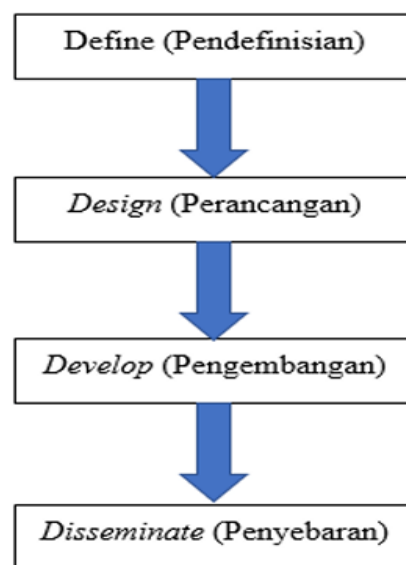 Define (Pendefinisian)
Design (Perancangan)
Develop (Pengembangan)
Disseminate (Penyebaran)